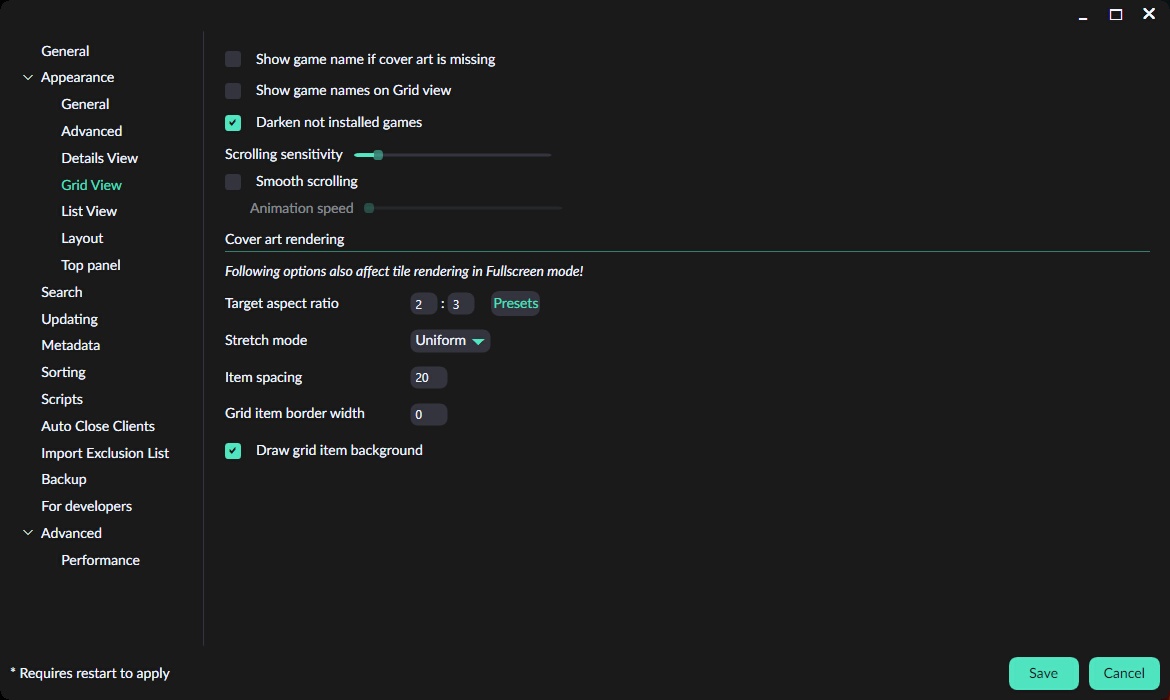 General
Appearance
General
Advanced
Details View
Grid View
List View
Layout
Top panel
Search
Updating
Metadata
Sorting
Scripts
Auto Close Clients
Import Exclusion List
Backup
For developers
Advanced
Performance
Show game name if cover art is missing
Show game names on Grid view
Darken not installed games
Scrolling sensitivity
Smooth scrolling
Animation speed
Cover art rendering
Following options also affect tile rendering in Fullscreen mode!
Target aspect ratio 2 : 3 Presets
Stretch mode Uniform
Item spacing 20
Grid item border width 0
Draw grid item background
* Requires restart to apply
Save Cancel